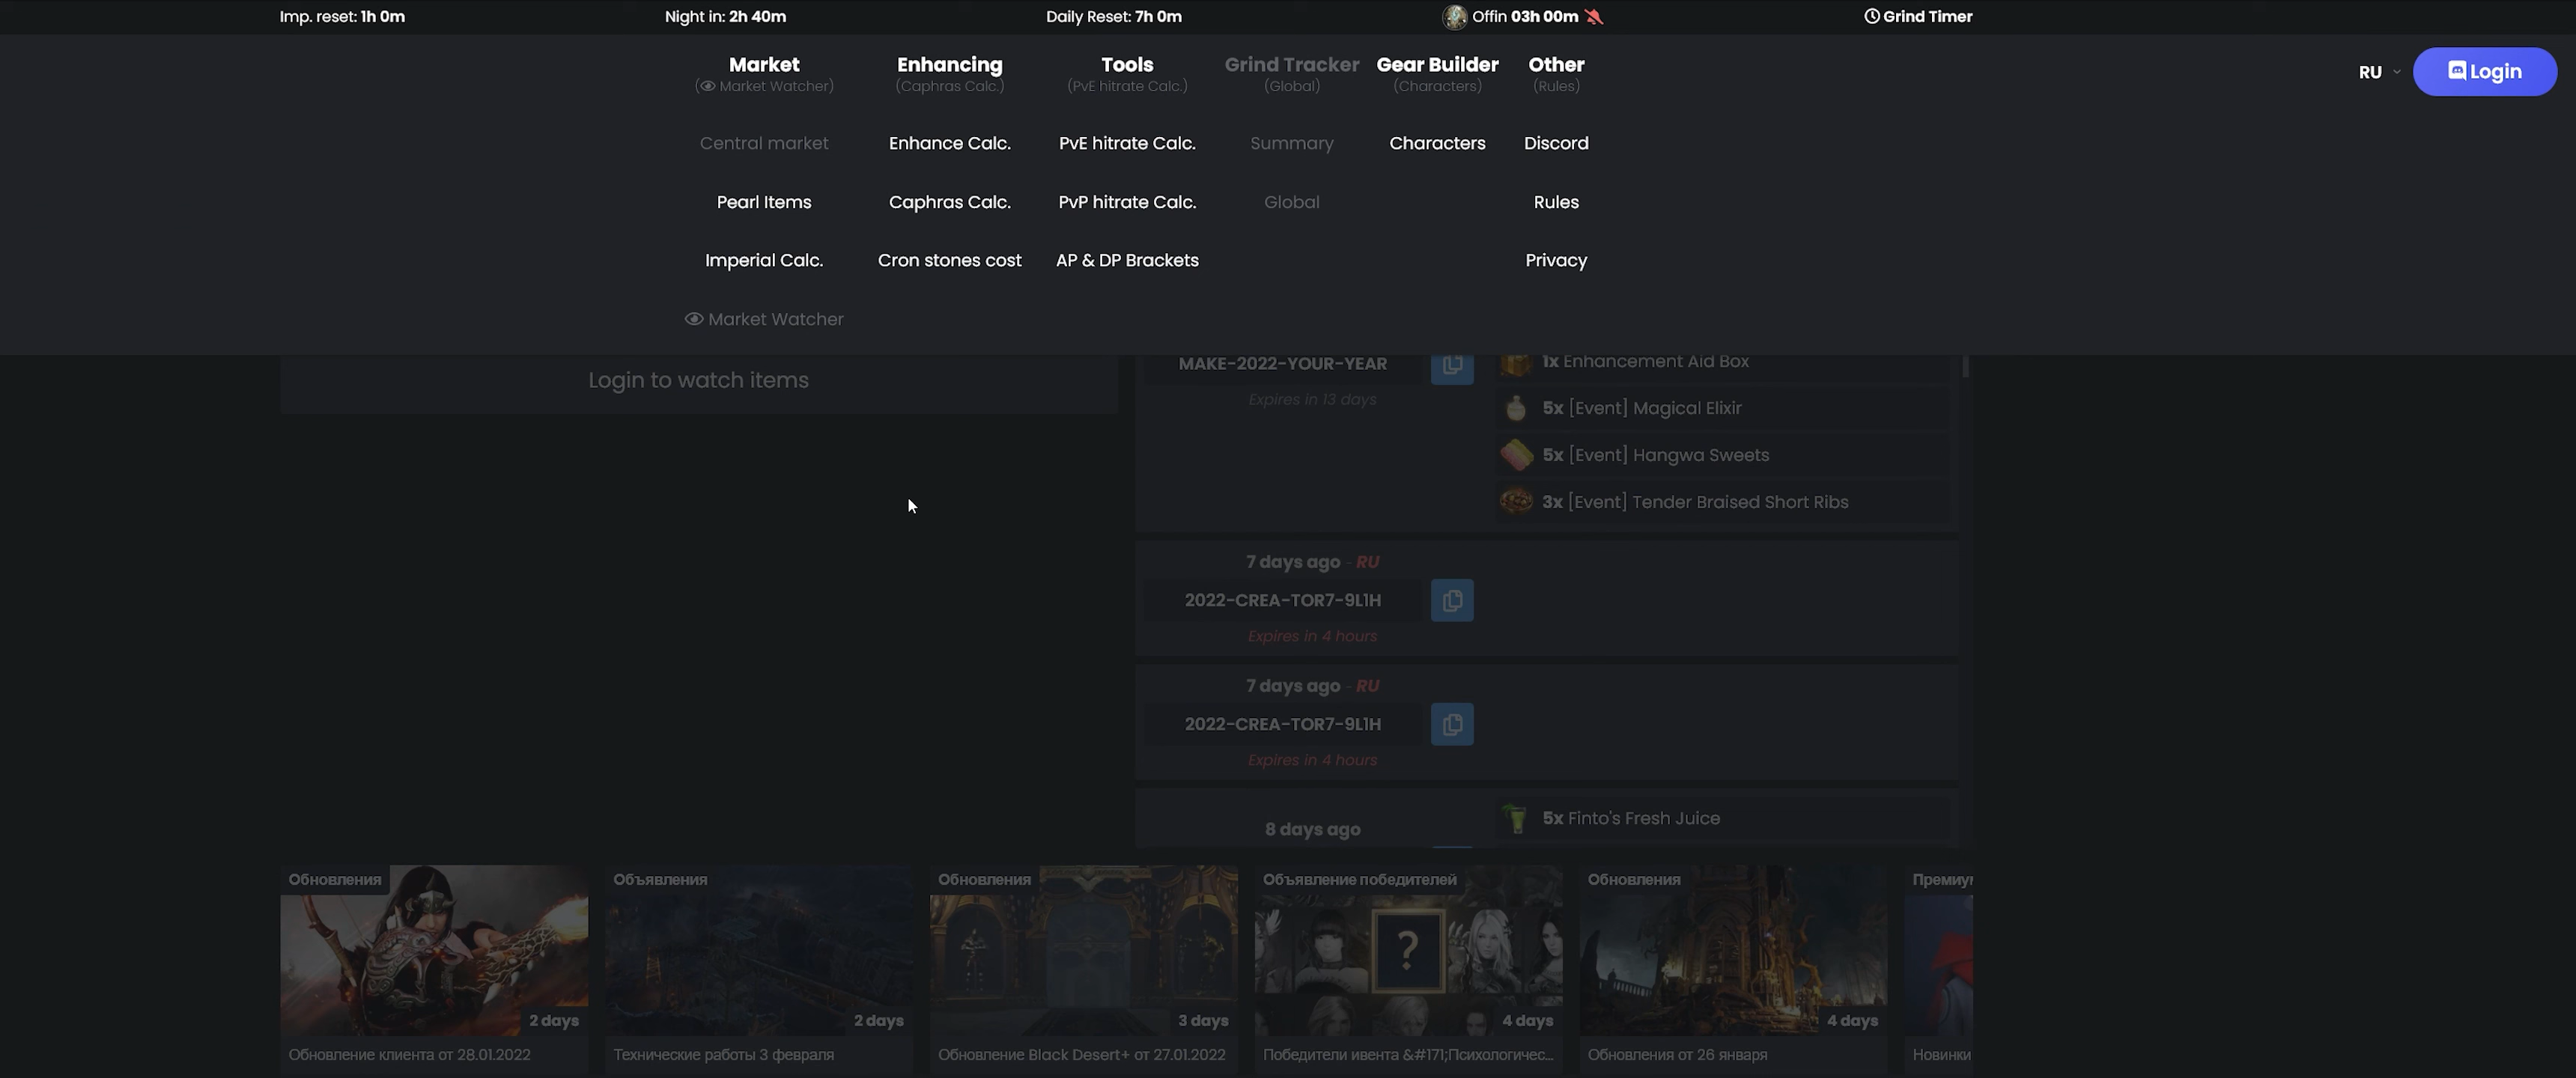 Imp. reset: 1h 0m
Night in: 2h 40m
Daily Reset: 7h 0m
Offin 03h 00m
Grind Timer
Market
(Market Watcher)
Enhancing
(Caphras Calc.)
Tools
(PvE hitrate Calc.)
Grind Tracker
(Global)
Gear Builder
(Characters)
Other
(Rules)
RU
Login
Central market
Enhance Calc.
PvE hitrate Calc.
Summary
Characters
Discord
Pearl Items
Caphras Calc.
PvP hitrate Calc.
Global
Rules
Imperial Calc.
Cron stones cost
AP & DP Brackets
Privacy
Market Watcher
Login to watch items
MAKE-2022-YOUR-YEAR
Expires in 13 days
1x Enhancement Aid Box
5x [Event] Magical Elixir
5x [Event] Hangwa Sweets
3x [Event] Tender Braised Short Ribs
7 days ago - RU
2022-CREA-TOR7-9L1H
Expires in 4 hours
7 days ago - RU
2022-CREA-TOR7-9L1H
Expires in 4 hours
8 days ago
5x Finto's Fresh Juice
Обновления
2 days
Обновление клиента от 28.01.2022
Объявления
2 days
Технические работы 3 февраля
Обновления
3 days
Обновление Black Desert+ от 27.01.2022
Объявление победителей
?
4 days
Победители ивента &#171;Психологичес...
Обновления
4 days
Обновления от 26 января
Новинки